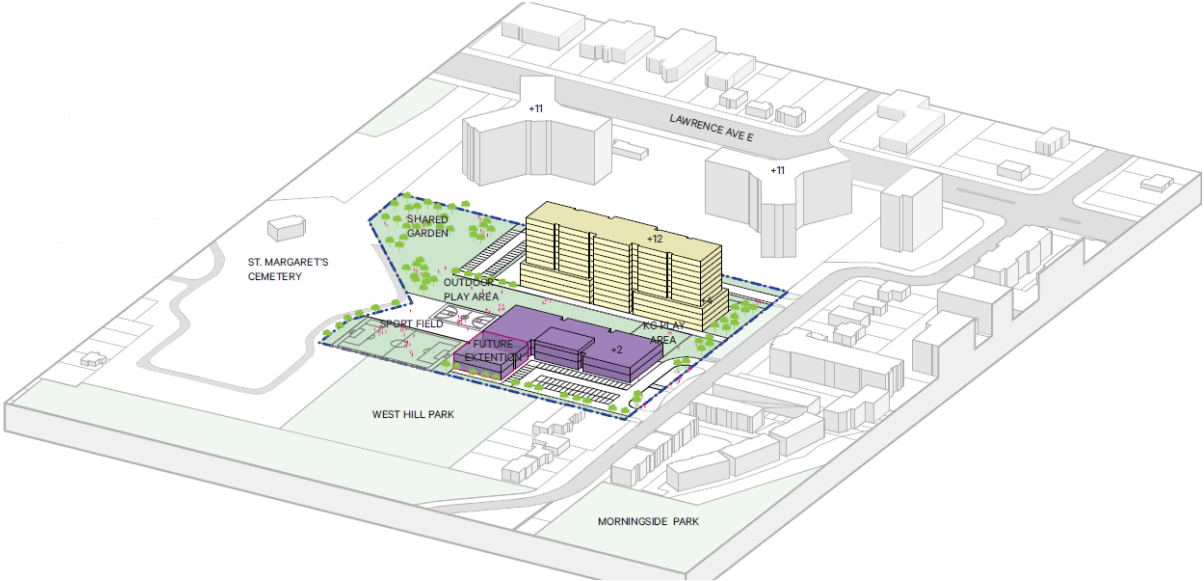 +11
LAWRENCE AVE E
+11
SHARED
GARDEN
+12
ST. MARGARET'S
CEMETERY
OUTDOOR
PLAY AREA
+4
SPORT FIELD
KG PLAY
AREA
FUTURE
EXTENTION
+2
WEST HILL PARK
MORNINGSIDE PARK